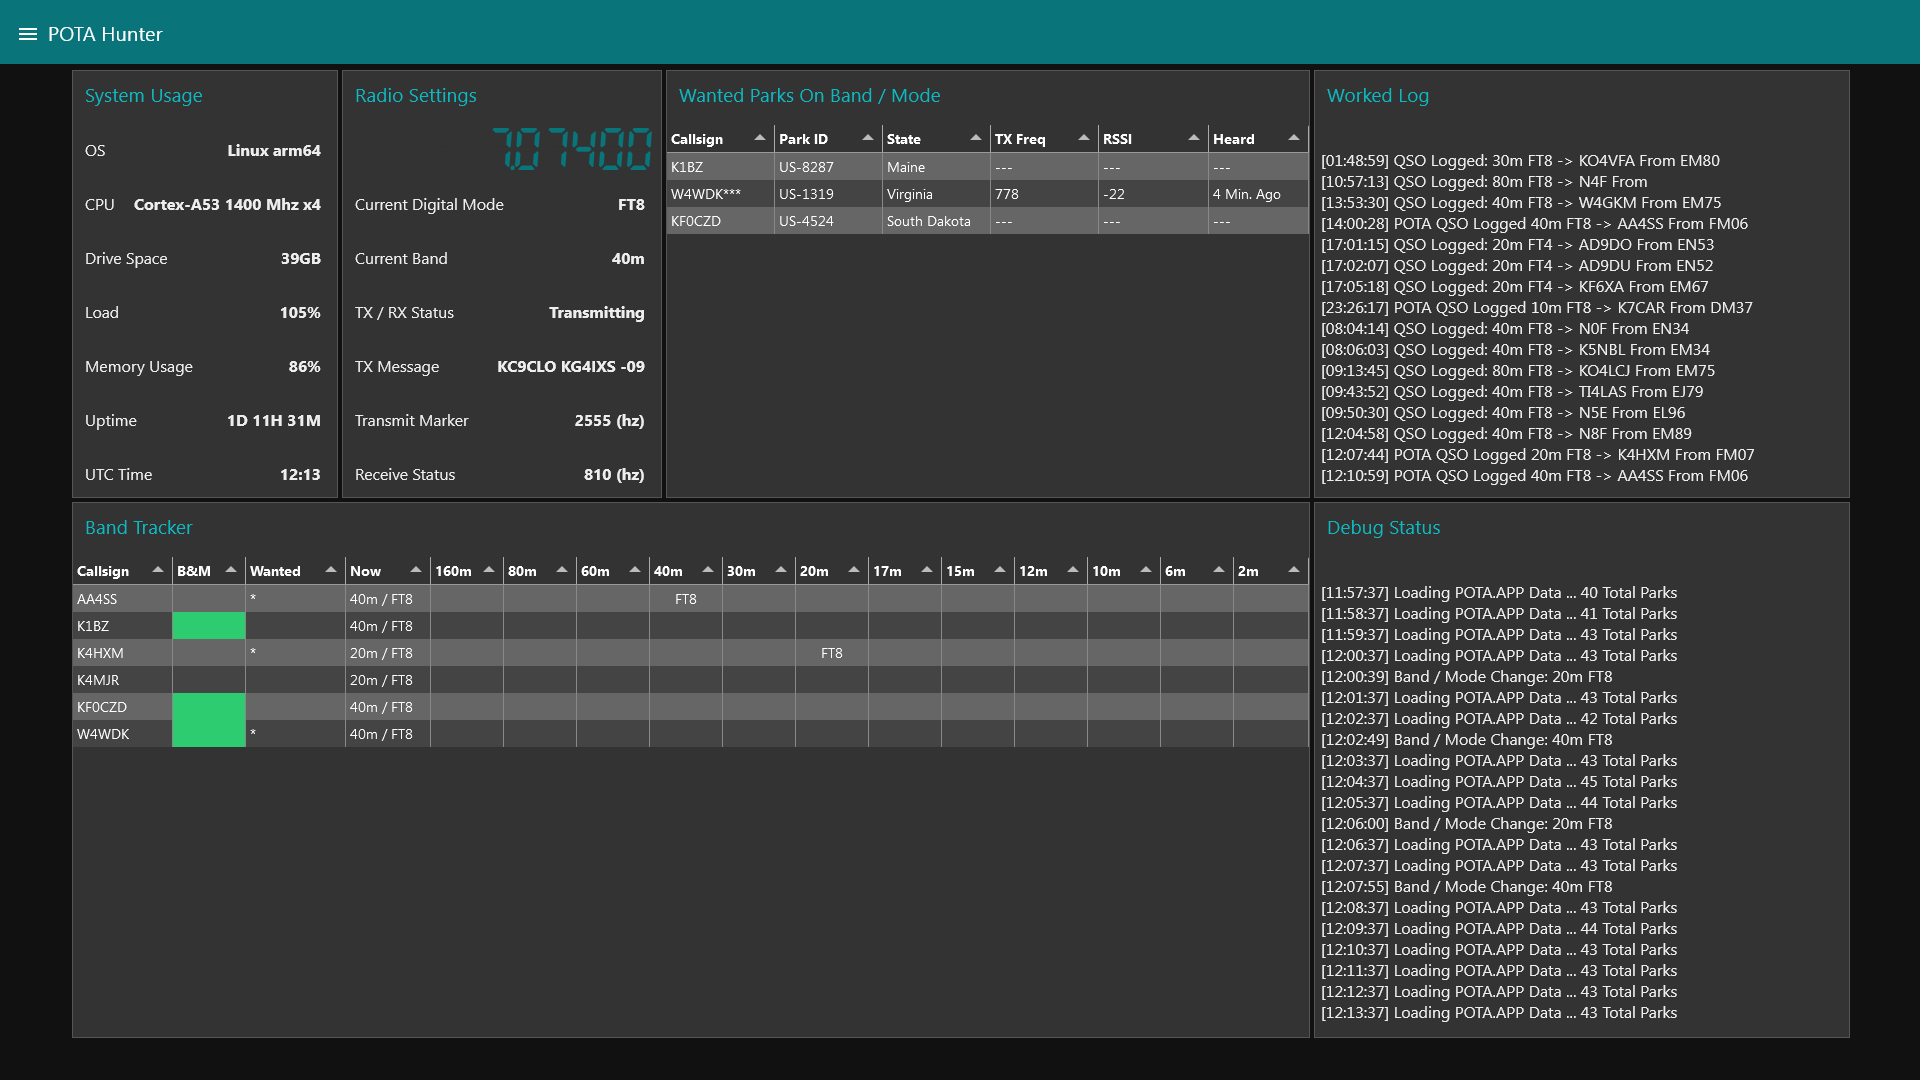 POTA Hunter
System Usage
OS Linux arm64
CPU Cortex-A53 1400 Mhz x4
Drive Space 39GB
Load 105%
Memory Usage 86%
Uptime 1D 11H 31M
UTC Time 12:13
Radio Settings
7.07400
Current Digital Mode FT8
Current Band 40m
TX / RX Status Transmitting
TX Message KC9CLO KG4IXS -09
Transmit Marker 2555 (hz)
Receive Status 810 (hz)
Wanted Parks On Band / Mode
Callsign Park ID State TX Freq RSSI Heard
K1BZ US-8287 Maine --- --- ---
W4WDK*** US-1319 Virginia 778 -22 4 Min. Ago
KF0CZD US-4524 South Dakota --- --- ---
Worked Log
[01:48:59] QSO Logged: 30m FT8 -> KO4VFA From EM80
[10:57:13] QSO Logged: 80m FT8 -> N4F From
[13:53:30] QSO Logged: 40m FT8 -> W4GKM From EM75
[14:00:28] POTA QSO Logged 40m FT8 -> AA4SS From FM06
[17:01:15] QSO Logged: 20m FT4 -> AD9DO From EN53
[17:02:07] QSO Logged: 20m FT4 -> AD9DU From EN52
[17:05:18] QSO Logged: 20m FT4 -> KF6XA From EM67
[23:26:17] POTA QSO Logged 10m FT8 -> K7CAR From DM37
[08:04:14] QSO Logged: 40m FT8 -> N0F From EN34
[08:06:03] QSO Logged: 40m FT8 -> K5NBL From EM34
[09:13:45] QSO Logged: 80m FT8 -> KO4LCJ From EM75
[09:43:52] QSO Logged: 40m FT8 -> TI4LAS From EJ79
[09:50:30] QSO Logged: 40m FT8 -> N5E From EL96
[12:04:58] QSO Logged: 40m FT8 -> N8F From EM89
[12:07:44] POTA QSO Logged 20m FT8 -> K4HXM From FM07
[12:10:59] POTA QSO Logged 40m FT8 -> AA4SS From FM06
Band Tracker
Callsign B&M Wanted Now 160m 80m 60m 40m 30m 20m 17m 15m 12m 10m 6m 2m
AA4SS * 40m / FT8 FT8
K1BZ 40m / FT8
K4HXM * 20m / FT8 FT8
K4MJR 20m / FT8
KF0CZD 40m / FT8
W4WDK * 40m / FT8
Debug Status
[11:57:37] Loading POTA.APP Data ... 40 Total Parks
[11:58:37] Loading POTA.APP Data ... 41 Total Parks
[11:59:37] Loading POTA.APP Data ... 43 Total Parks
[12:00:37] Loading POTA.APP Data ... 43 Total Parks
[12:00:39] Band / Mode Change: 20m FT8
[12:01:37] Loading POTA.APP Data ... 43 Total Parks
[12:02:37] Loading POTA.APP Data ... 42 Total Parks
[12:02:49] Band / Mode Change: 40m FT8
[12:03:37] Loading POTA.APP Data ... 43 Total Parks
[12:04:37] Loading POTA.APP Data ... 45 Total Parks
[12:05:37] Loading POTA.APP Data ... 44 Total Parks
[12:06:00] Band / Mode Change: 20m FT8
[12:06:37] Loading POTA.APP Data ... 43 Total Parks
[12:07:37] Loading POTA.APP Data ... 43 Total Parks
[12:07:55] Band / Mode Change: 40m FT8
[12:08:37] Loading POTA.APP Data ... 43 Total Parks
[12:09:37] Loading POTA.APP Data ... 44 Total Parks
[12:10:37] Loading POTA.APP Data ... 43 Total Parks
[12:11:37] Loading POTA.APP Data ... 43 Total Parks
[12:12:37] Loading POTA.APP Data ... 43 Total Parks
[12:13:37] Loading POTA.APP Data ... 43 Total Parks